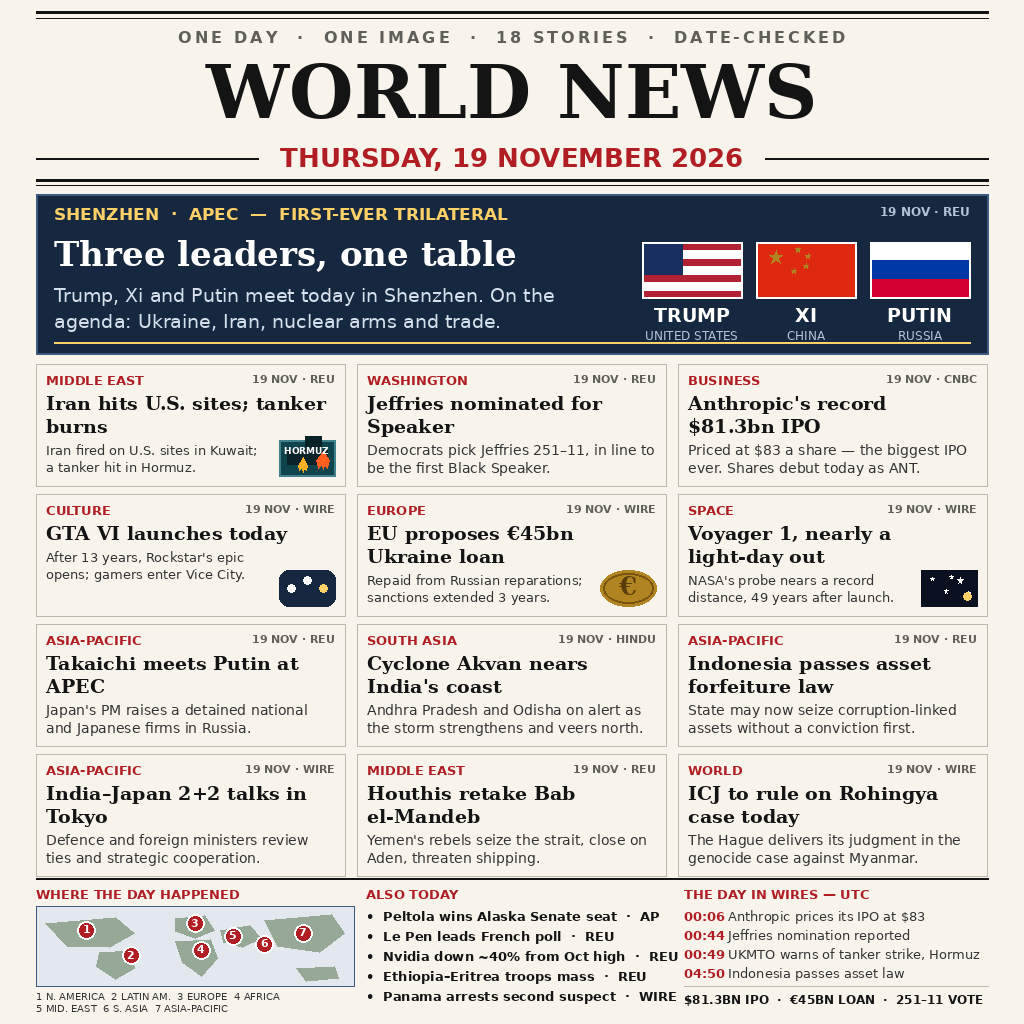 ONE DAY · ONE IMAGE · 18 STORIES · DATE-CHECKED
WORLD NEWS
THURSDAY, 19 NOVEMBER 2026
SHENZHEN · APEC — FIRST-EVER TRILATERAL
19 NOV · REU
Three leaders, one table
Trump, Xi and Putin meet today in Shenzhen. On the
agenda: Ukraine, Iran, nuclear arms and trade.
TRUMP
UNITED STATES
XI
CHINA
PUTIN
RUSSIA
MIDDLE EAST
19 NOV · REU
Iran hits U.S. sites; tanker
burns
Iran fired on U.S. sites in Kuwait;
a tanker hit in Hormuz.
HORMUZ
WASHINGTON
19 NOV · REU
Jeffries nominated for
Speaker
Democrats pick Jeffries 251–11, in line to
be the first Black Speaker.
BUSINESS
19 NOV · CNBC
Anthropic's record
$81.3bn IPO
Priced at $83 a share — the biggest IPO
ever. Shares debut today as ANT.
CULTURE
19 NOV · WIRE
GTA VI launches today
After 13 years, Rockstar's epic
opens; gamers enter Vice City.
EUROPE
19 NOV · WIRE
EU proposes €45bn
Ukraine loan
Repaid from Russian reparations;
sanctions extended 3 years.
€
SPACE
19 NOV · WIRE
Voyager 1, nearly a
light-day out
NASA's probe nears a record
distance, 49 years after launch.
ASIA-PACIFIC
19 NOV · REU
Takaichi meets Putin at
APEC
Japan's PM raises a detained national
and Japanese firms in Russia.
SOUTH ASIA
19 NOV · HINDU
Cyclone Akvan nears
India's coast
Andhra Pradesh and Odisha on alert as
the storm strengthens and veers north.
ASIA-PACIFIC
19 NOV · REU
Indonesia passes asset
forfeiture law
State may now seize corruption-linked
assets without a conviction first.
ASIA-PACIFIC
19 NOV · WIRE
India–Japan 2+2 talks in
Tokyo
Defence and foreign ministers review
ties and strategic cooperation.
MIDDLE EAST
19 NOV · REU
Houthis retake Bab
el-Mandeb
Yemen's rebels seize the strait, close on
Aden, threaten shipping.
WORLD
19 NOV · WIRE
ICJ to rule on Rohingya
case today
The Hague delivers its judgment in the
genocide case against Myanmar.
WHERE THE DAY HAPPENED
1
2
3
4
5
6
7
1 N. AMERICA 2 LATIN AM. 3 EUROPE 4 AFRICA
5 MID. EAST 6 S. ASIA 7 ASIA-PACIFIC
ALSO TODAY
• Peltola wins Alaska Senate seat · AP
• Le Pen leads French poll · REU
• Nvidia down ~40% from Oct high · REU
• Ethiopia–Eritrea troops mass · REU
• Panama arrests second suspect · WIRE
THE DAY IN WIRES — UTC
00:06 Anthropic prices its IPO at $83
00:44 Jeffries nomination reported
00:49 UKMTO warns of tanker strike, Hormuz
04:50 Indonesia passes asset law
$81.3BN IPO · €45BN LOAN · 251–11 VOTE